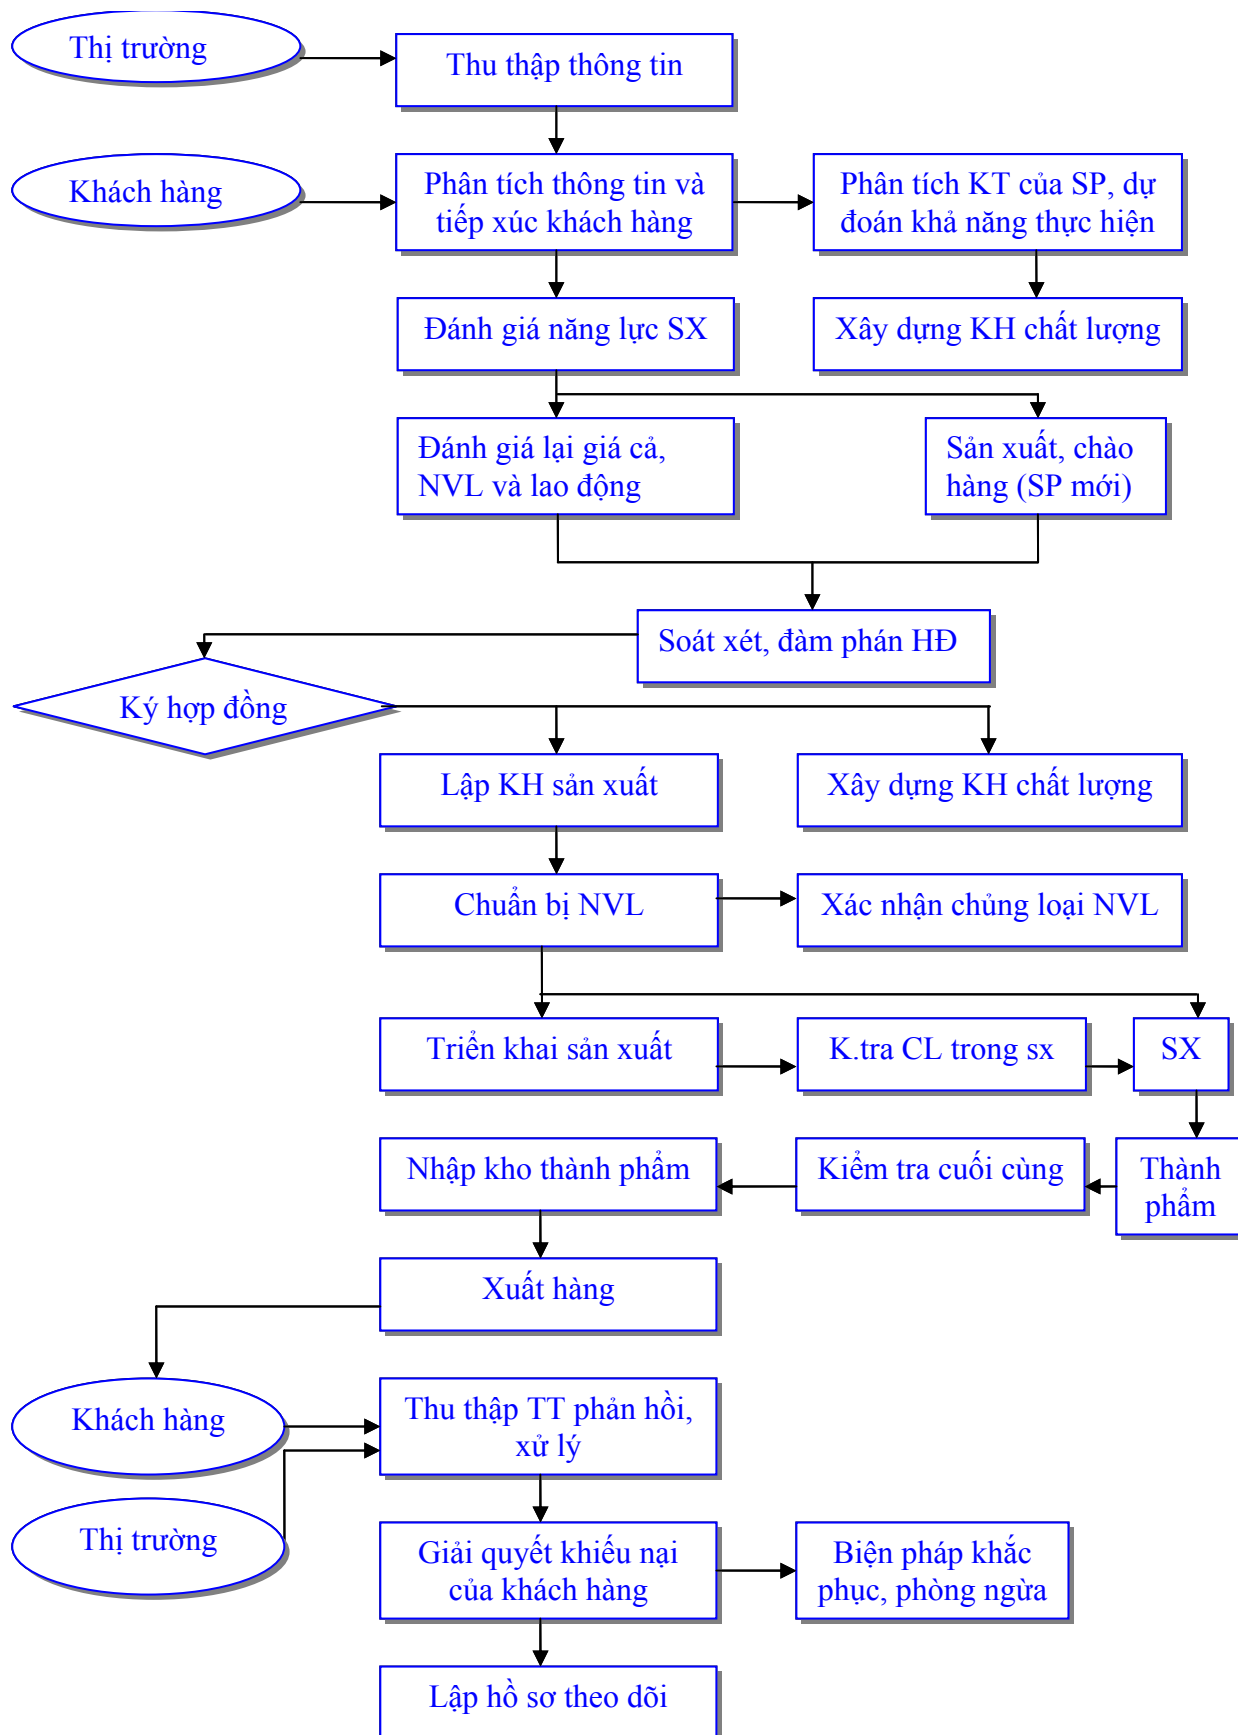 Thị trường
Thu thập thông tin
Khách hàng
Phân tích thông tin và
tiếp xúc khách hàng
Phân tích KT của SP, dự
đoán khả năng thực hiện
Đánh giá năng lực SX
Xây dựng KH chất lượng
Đánh giá lại giá cả,
NVL và lao động
Sản xuất, chào
hàng (SP mới)
Soát xét, đàm phán HĐ
Ký hợp đồng
Lập KH sản xuất
Xây dựng KH chất lượng
Chuẩn bị NVL
Xác nhận chủng loại NVL
Triển khai sản xuất
K.tra CL trong sx
SX
Nhập kho thành phẩm
Kiểm tra cuối cùng
Thành
phẩm
Xuất hàng
Khách hàng
Thu thập TT phản hồi,
xử lý
Thị trường
Giải quyết khiếu nại
của khách hàng
Biện pháp khắc
phục, phòng ngừa
Lập hồ sơ theo dõi